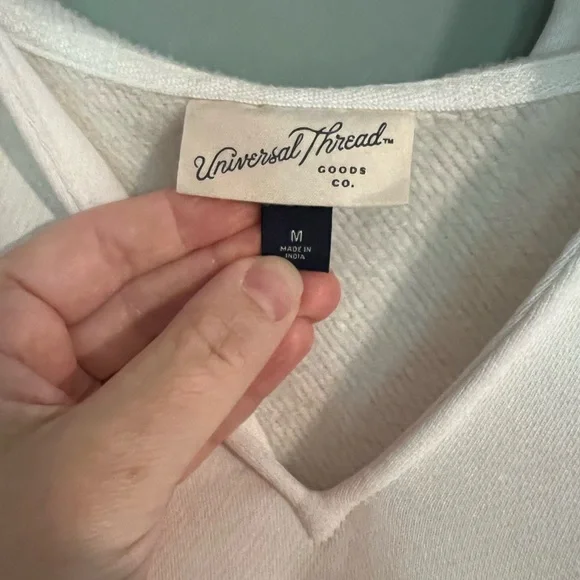 Universal Thread™
GOODS
CO.
M
MADE IN
INDIA